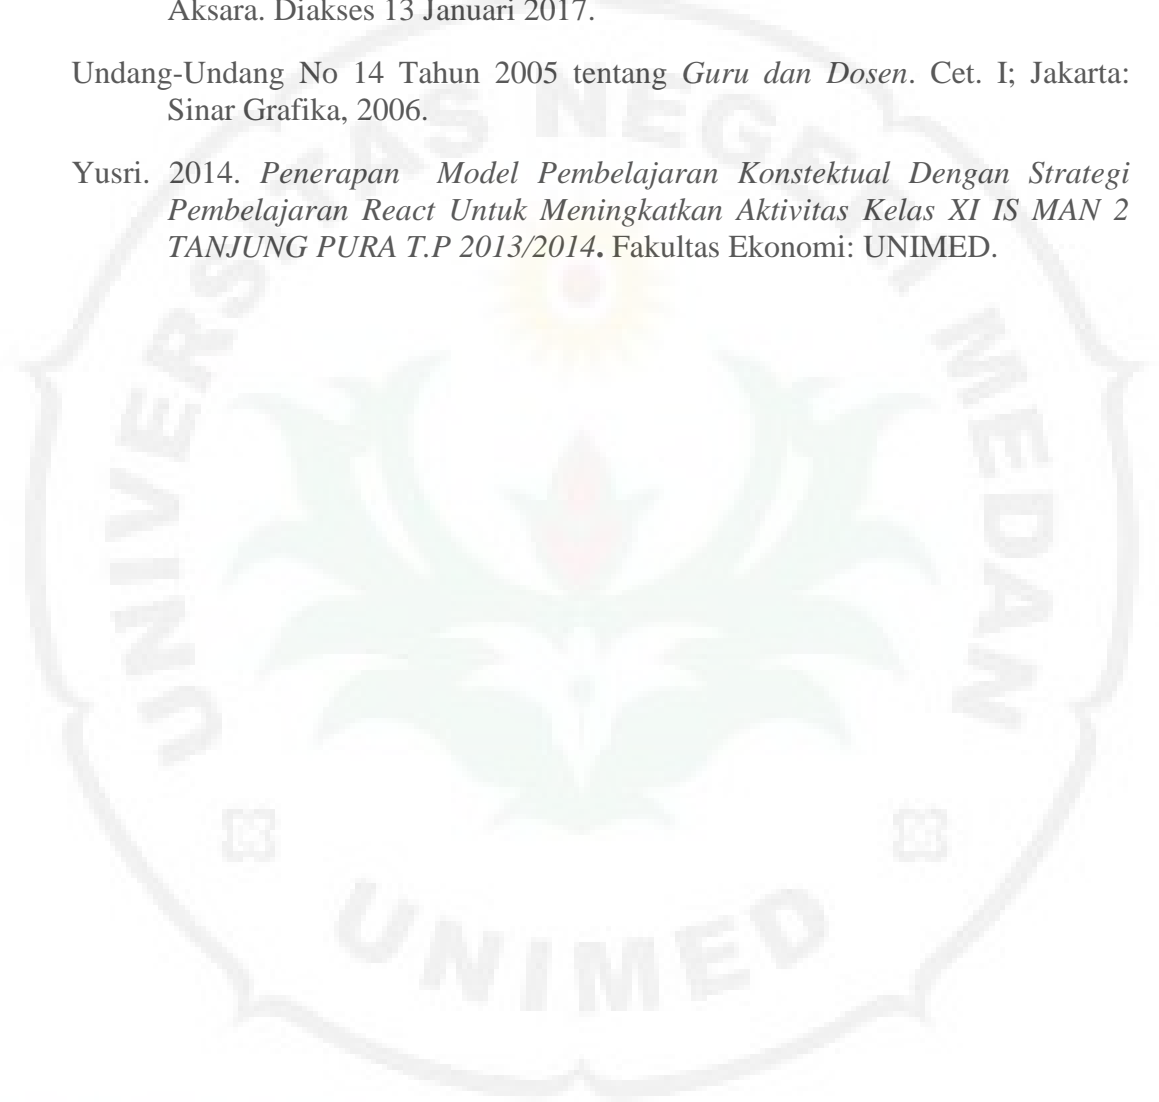 Aksara. Diakses 13 Januari 2017.
Undang-Undang No 14 Tahun 2005 tentang Guru dan Dosen. Cet. I; Jakarta:
Sinar Grafika, 2006.
Yusri. 2014. Penerapan Model Pembelajaran Konstektual Dengan Strategi
Pembelajaran React Untuk Meningkatkan Aktivitas Kelas XI IS MAN 2
TANJUNG PURA T.P 2013/2014. Fakultas Ekonomi: UNIMED.
UNIVERSITAS NEGERI MEDAN
UNIMED